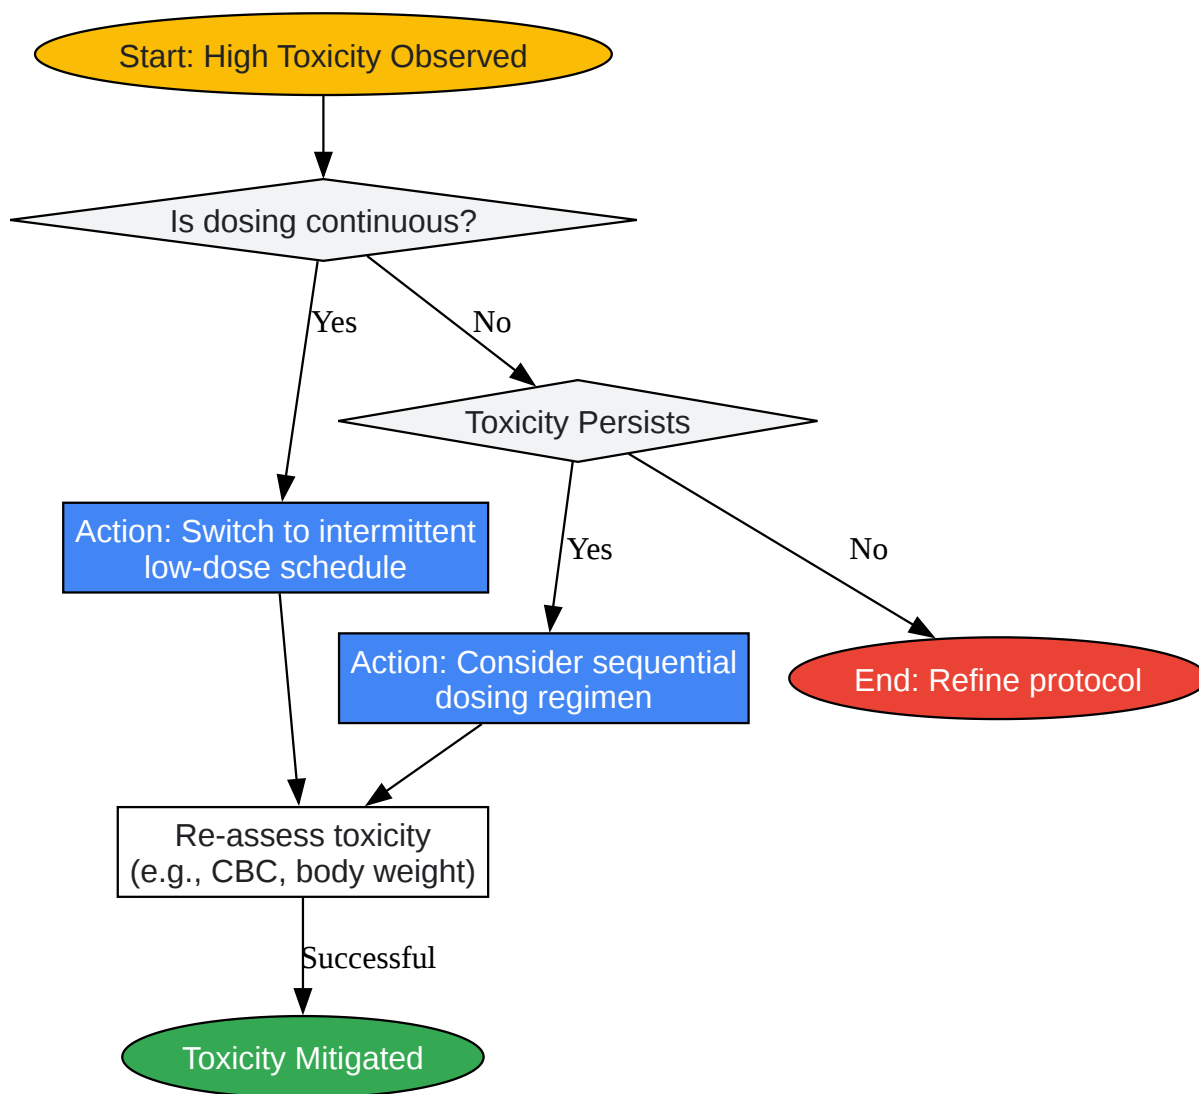 Start: High Toxicity Observed
Is dosing continuous?
Yes
No
Toxicity Persists
Action: Switch to intermittent
low-dose schedule
Yes
No
Action: Consider sequential
dosing regimen
End: Refine protocol
Re-assess toxicity
(e.g., CBC, body weight)
Successful
Toxicity Mitigated